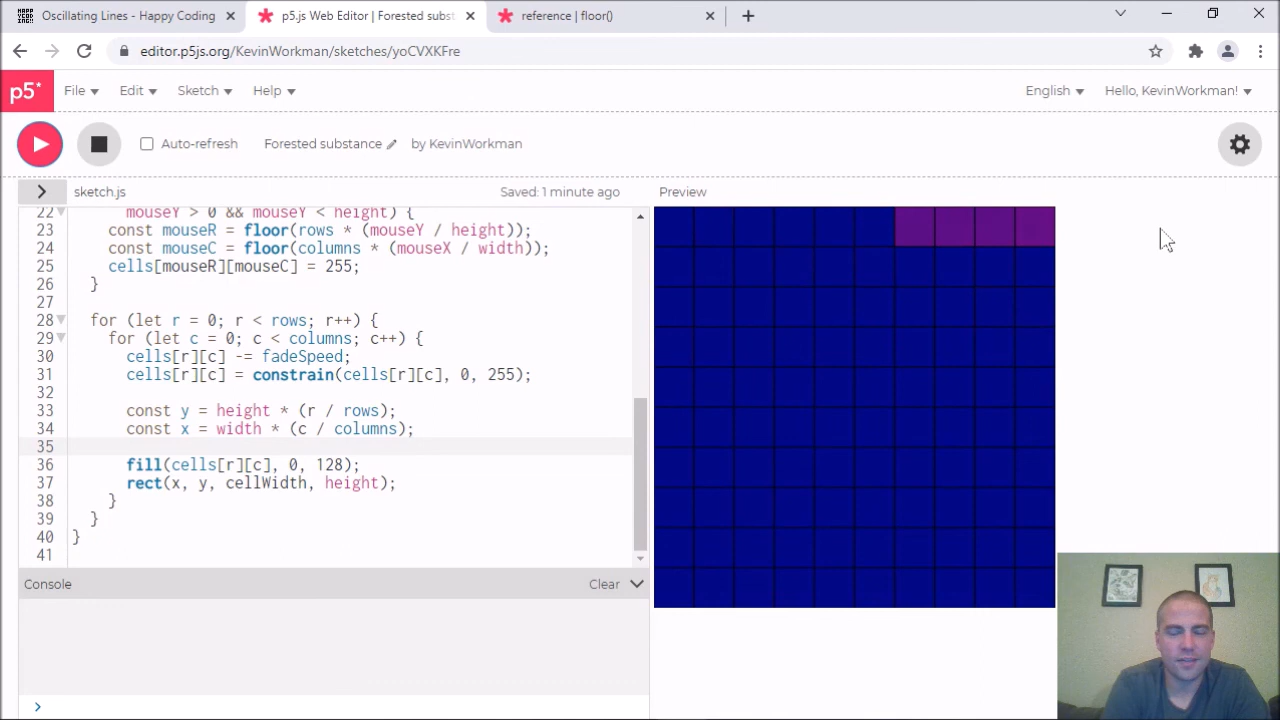 Oscillating Lines - Happy Coding
p5.js Web Editor | Forested subst
reference | floor()
editor.p5js.org/KevinWorkman/sketches/yoCVXKFre
p5* File Edit Sketch Help English Hello, KevinWorkman!
Auto-refresh Forested substance by KevinWorkman
> sketch.js Saved: 1 minute ago Preview
22 mouseY > 0 && mouseY < height) {
23 const mouseR = floor(rows * (mouseY / height));
24 const mouseC = floor(columns * (mouseX / width));
25 cells[mouseR][mouseC] = 255;
26 }
27
28 for (let r = 0; r < rows; r++) {
29 for (let c = 0; c < columns; c++) {
30 cells[r][c] -= fadeSpeed;
31 cells[r][c] = constrain(cells[r][c], 0, 255);
32
33 const y = height * (r / rows);
34 const x = width * (c / columns);
35
36 fill(cells[r][c], 0, 128);
37 rect(x, y, cellWidth, height);
38 }
39 }
40 }
41
Console Clear
>